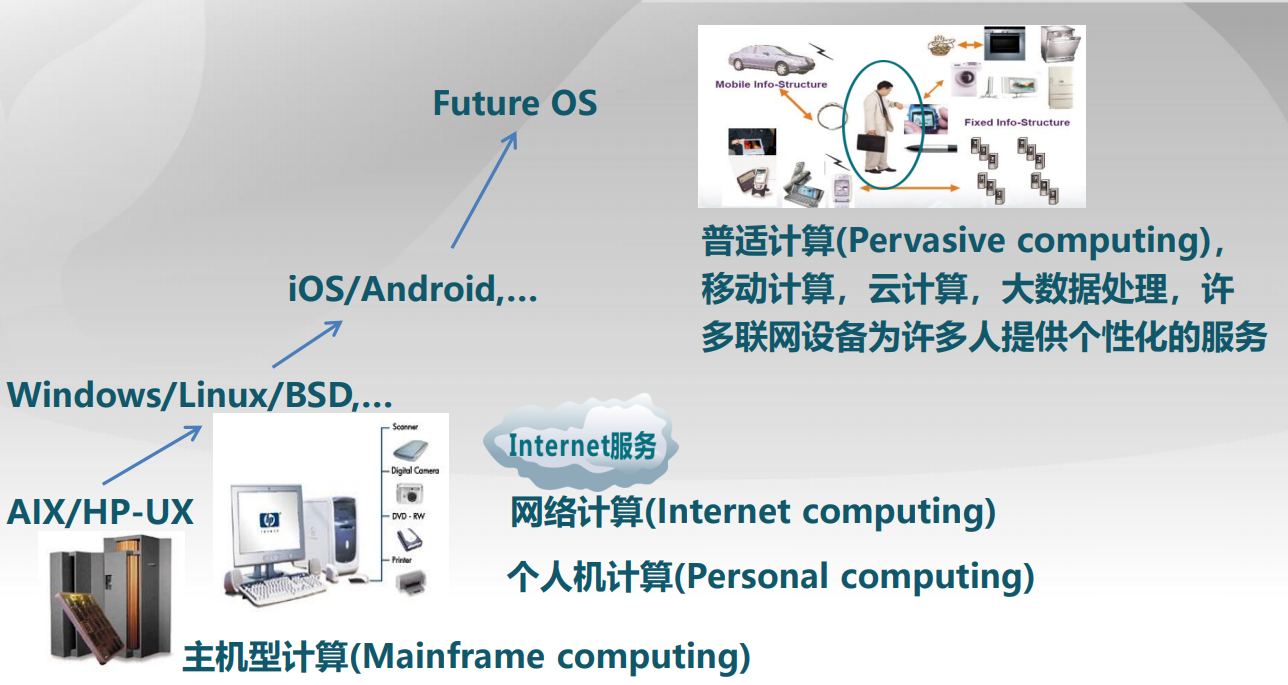 Future OS
Mobile Info-Structure
Fixed Info-Structure
普适计算(Pervasive computing)，
移动计算，云计算，大数据处理，许
多联网设备为许多人提供个性化的服务
iOS/Android,...
Windows/Linux/BSD,...
Scanner
Digital Camera
DVD - RW
Printer
hp
invent
Internet服务
AIX/HP-UX
网络计算(Internet computing)
个人机计算(Personal computing)
主机型计算(Mainframe computing)